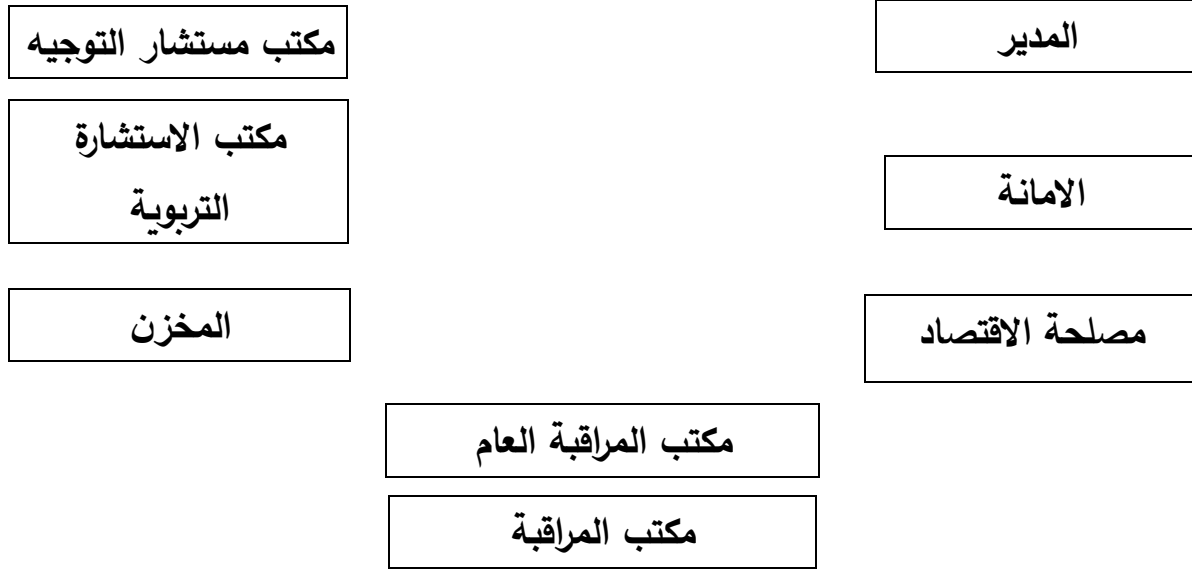 المدير
مكتب مستشار التوجيه
مكتب الاستشارة
التربوية
الامانة
مصلحة الاقتصاد
المخزن
مكتب المراقبة العام
مكتب المراقبة